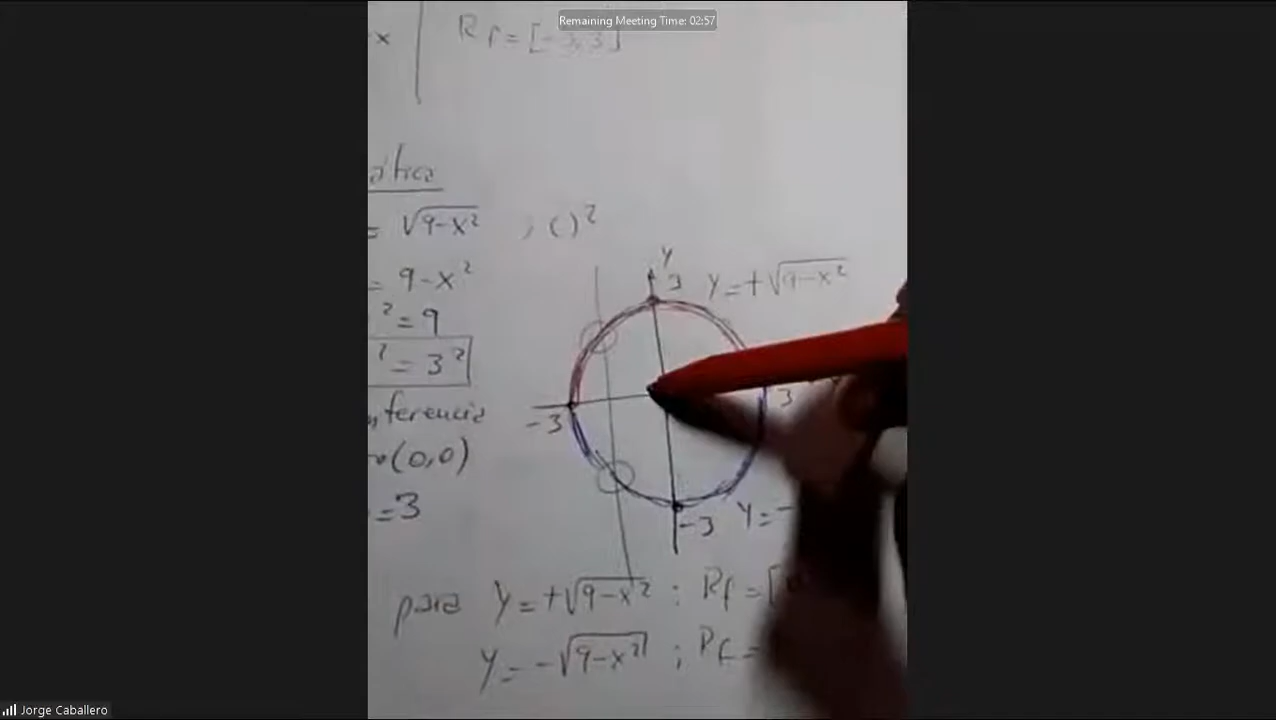 Remaining Meeting Time: 02:57
x
Rf = [-3,3]
ática
= √9-x² , ()²
= 9-x²
² = 9
² = 3²
ferencia
(0,0)
= 3
y
3
y = +√9-x²
-3
3
-3
y = -
para y = +√9-x² ; Rf = [
y = -√9-x² ; Rf =
Jorge Caballero